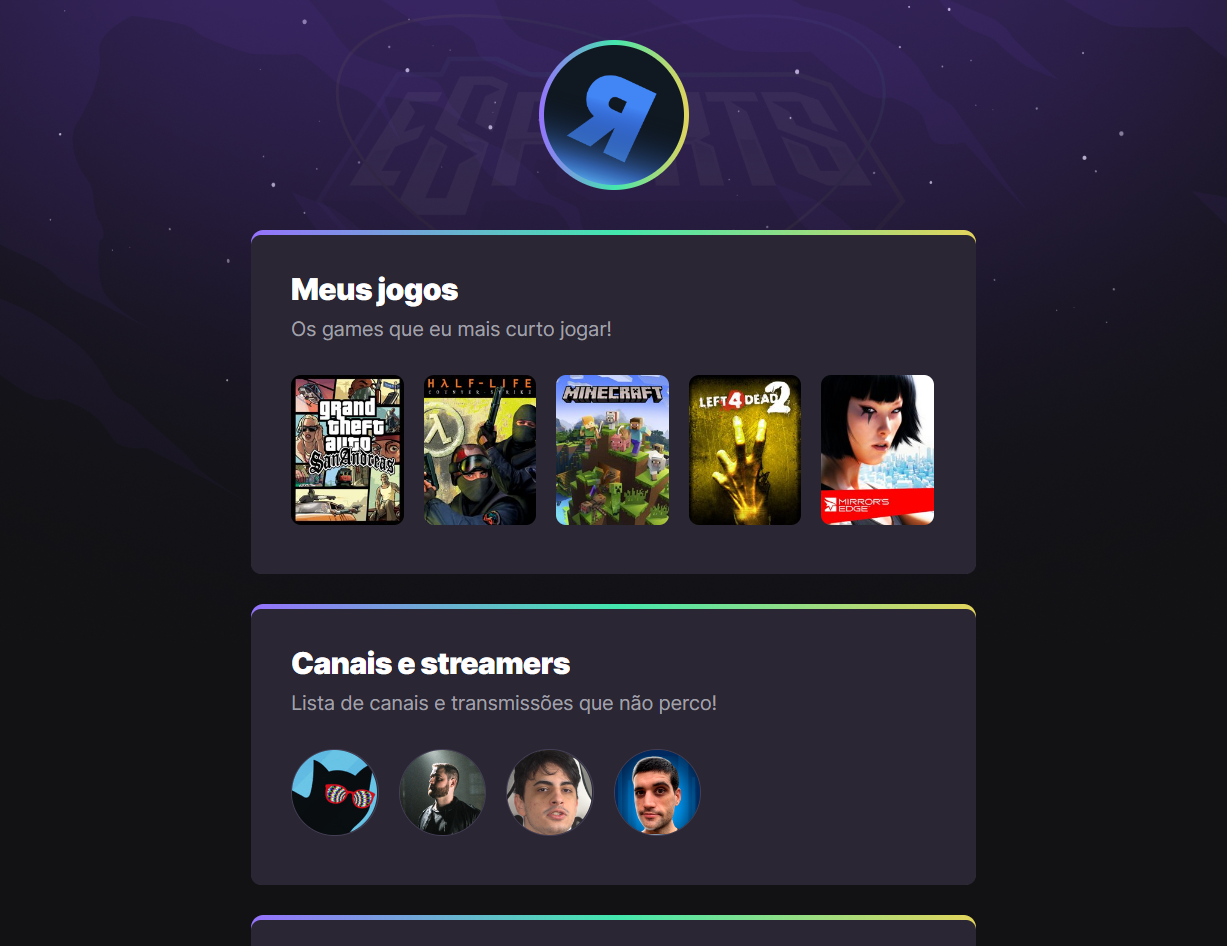 ESPORTS
Я
Meus jogos
Os games que eu mais curto jogar!
grand
theft
auto
San Andreas
HλLF-LIFE
COUNTER-STRIKE
MINECRAFT
LEFT 4 DEAD 2
MIRROR'S
EDGE
Canais e streamers
Lista de canais e transmissões que não perco!